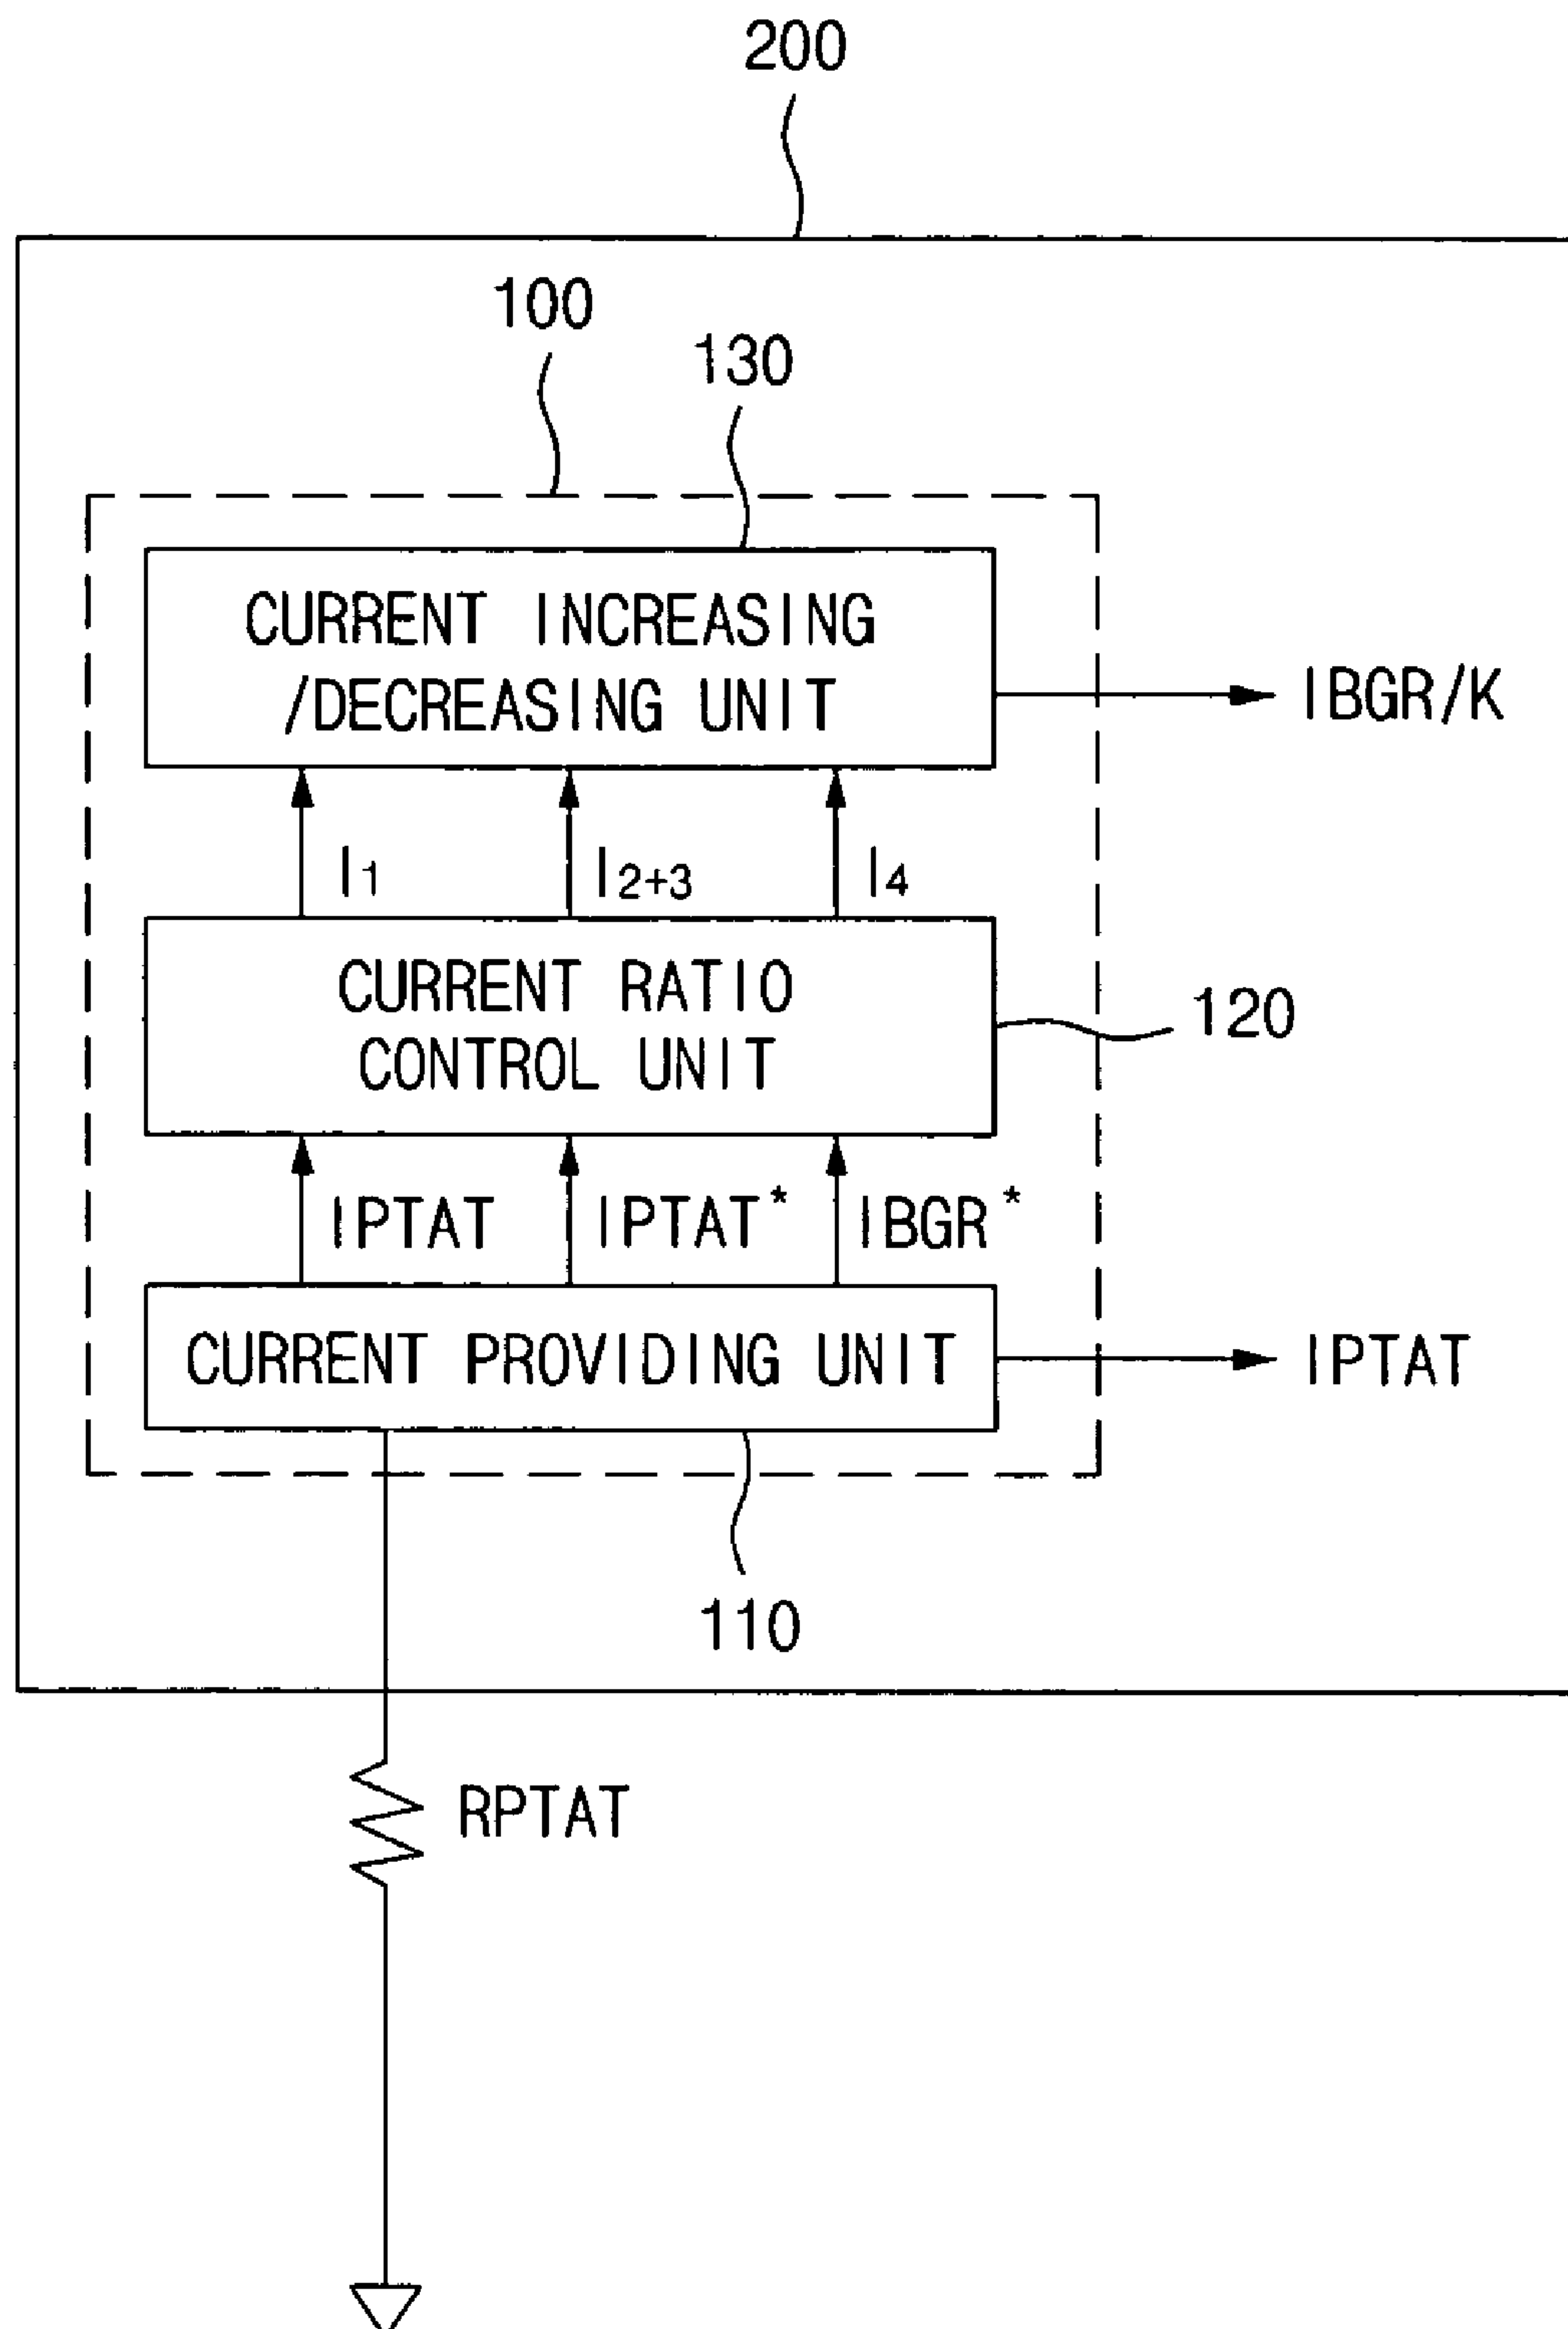 200
100
130
CURRENT INCREASING
/DECREASING UNIT
IBGR/K
I1
I2+3
I4
CURRENT RATIO
CONTROL UNIT
120
IPTAT
IPTAT*
IBGR*
CURRENT PROVIDING UNIT
IPTAT
110
RPTAT